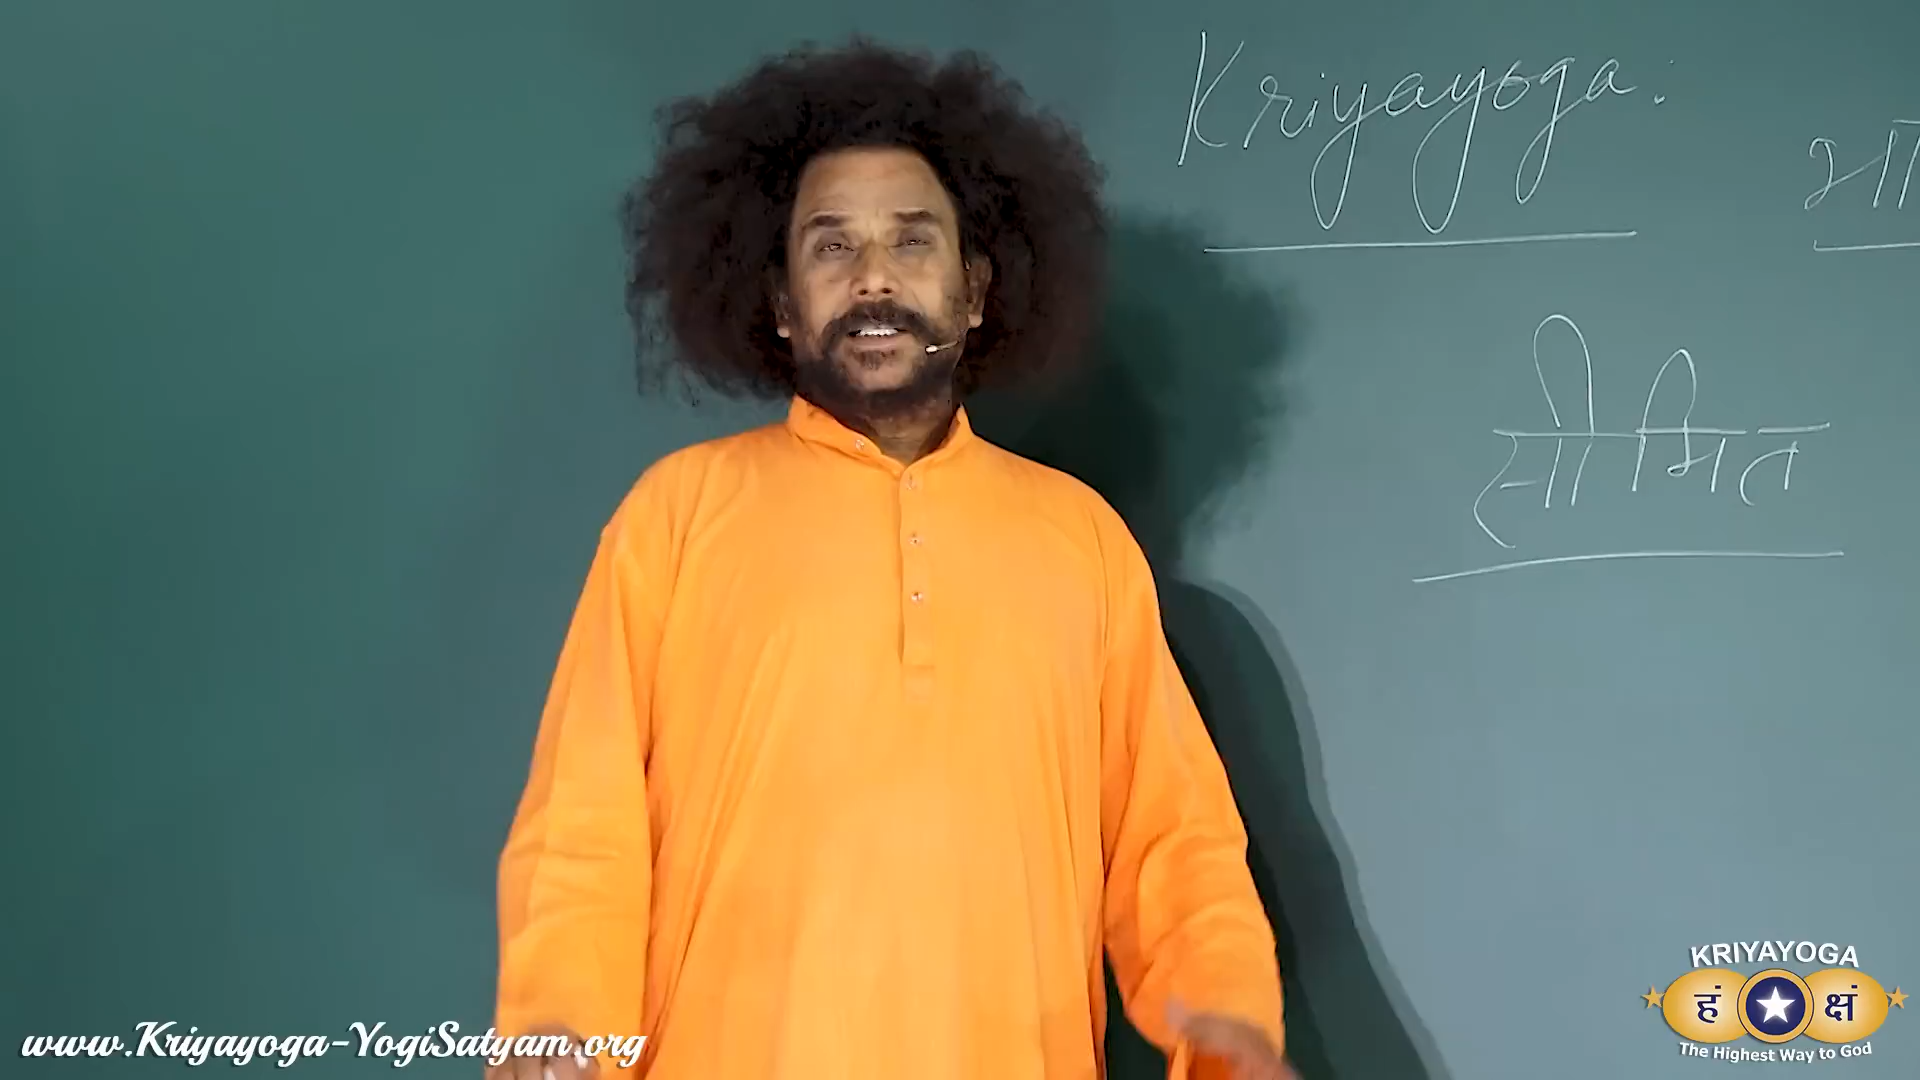 Kriyayoga:
सीमित
www.Kriyayoga-YogiSatyam.org
KRIYAYOGA
हं क्षं
The Highest Way to God